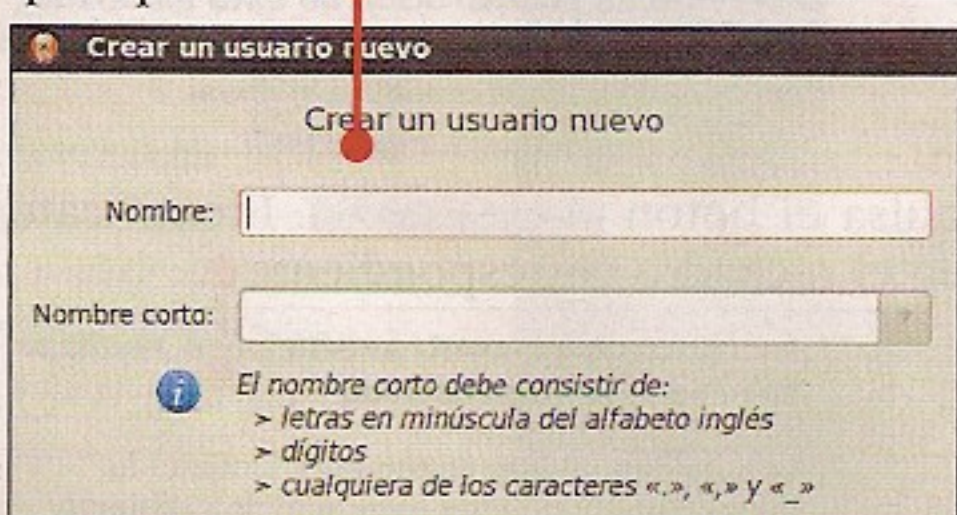 Crear un usuario nuevo
Crear un usuario nuevo
Nombre:
Nombre corto:
El nombre corto debe consistir de:
➢ letras en minúscula del alfabeto inglés
➢ dígitos
➢ cualquiera de los caracteres «.», «,» y «_»